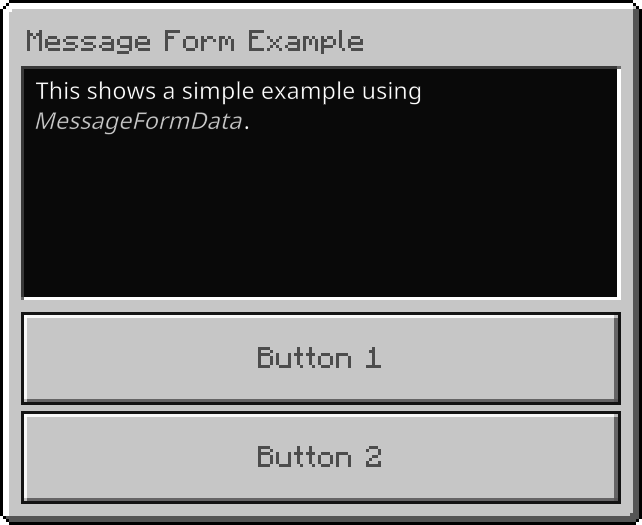 Message Form Example
This shows a simple example using
MessageFormData.
Button 1
Button 2